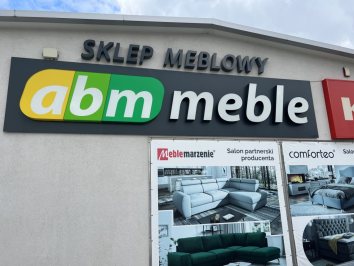 SKLEP MEBLOWY
abm meble
Meblemarzenie®
Salon partnerski
producenta
comforteo®